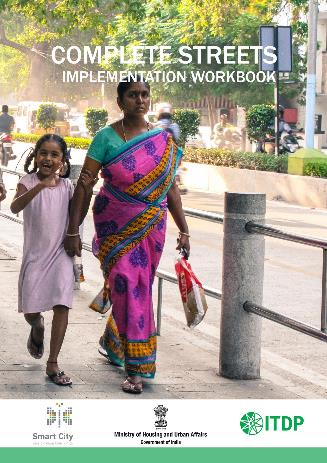 COMPLETE STREETS
IMPLEMENTATION WORKBOOK
Smart City
Ministry of Housing and Urban Affairs
Government of India
ITDP